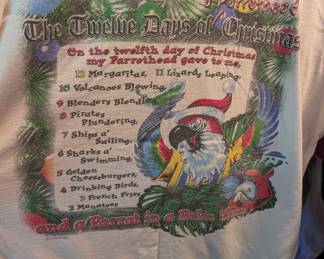 The Twelve Days of Christmas
On the twelfth day of Christmas
my Parrothead gave to me,
12 Margaritas, 11 Lizards Leaping,
10 Volcanoes Blowing,
9 Blenders Blending,
8 Pirates
Plundering,
7 Ships a'
Sailing,
6 Sharks a'
Swimming,
5 Golden
Cheeseburgers,
4 Drinking Birds,
3 French Fries
2 Manatees
and a Parrot in a Palm